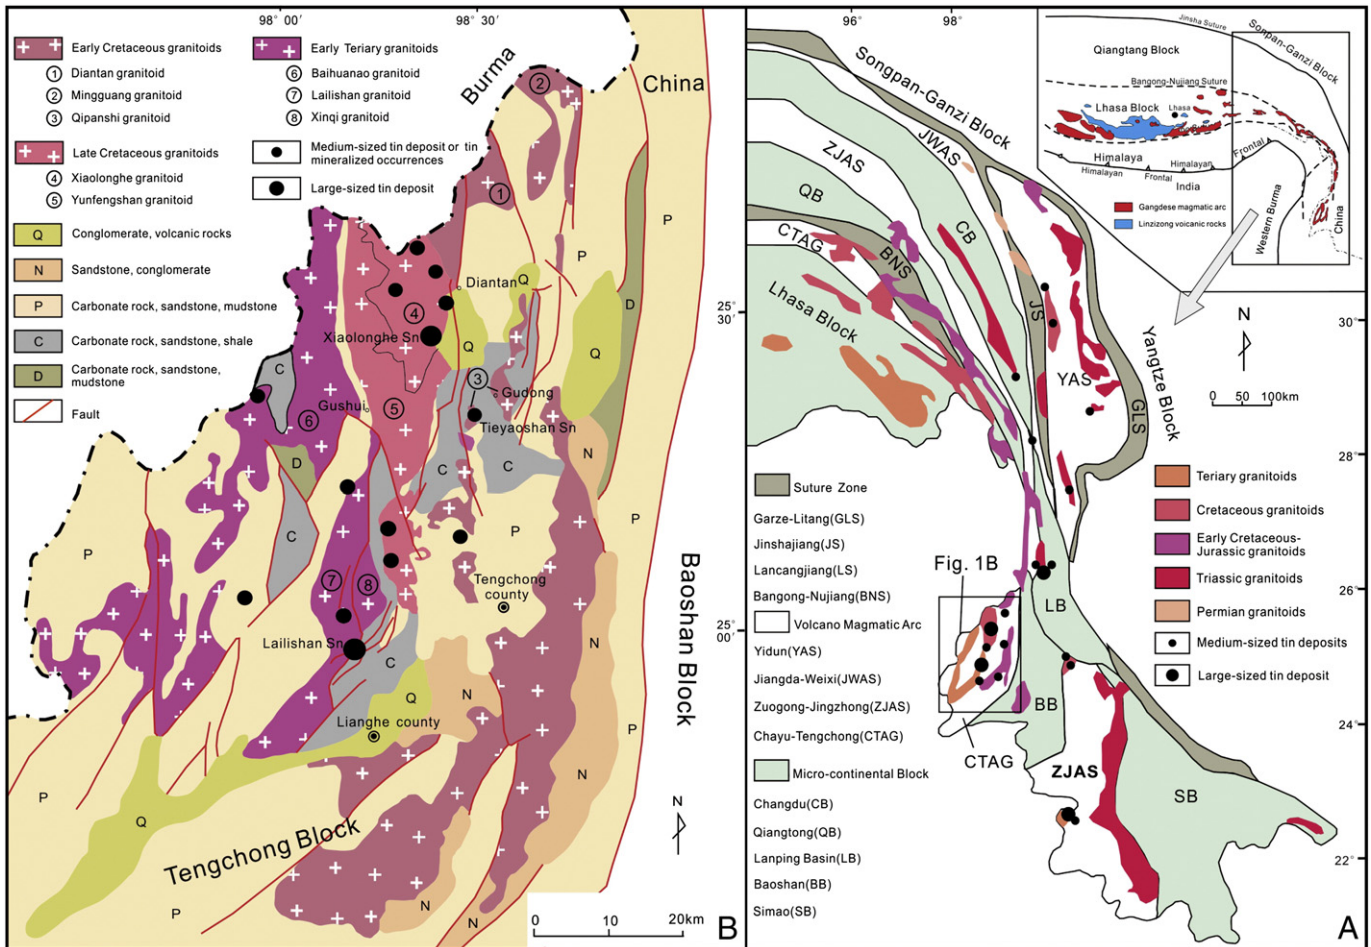 98° 00′
98° 30′
Early Cretaceous granitoids
1 Diantan granitoid
2 Mingguang granitoid
3 Qipanshi granitoid
Late Cretaceous granitoids
4 Xiaolonghe granitoid
5 Yunfengshan granitoid
Early Teriary granitoids
6 Baihuanao granitoid
7 Lailishan granitoid
8 Xinqi granitoid
Medium-sized tin deposit or tin
mineralized occurrences
Large-sized tin deposit
Q Conglomerate, volcanic rocks
N Sandstone, conglomerate
P Carbonate rock, sandstone, mudstone
C Carbonate rock, sandstone, shale
D Carbonate rock, sandstone,
mudstone
Fault
Burma
China
2
1
P
P
Diantan
Q
D
4
Xiaolonghe Sn
Q
Q
C
3
Gudong
Gushui
5
6
Tieyaoshan Sn
N
D
C
C
C
P
P
P
7
8
Tengchong
county
Baoshan Block
N
Lailishan Sn
C
Q
N
Lianghe county
P
N
P
Q
N
Tengchong Block
P
P
N
N
0 10 20km
B
25°
30′
25°
00′
96°
98°
Songpan-Ganzi Block
JWAS
ZJAS
QB
CB
CTAG
BNS
Lhasa Block
JS
YAS
GLS
Yangtze Block
Jinsha Suture
Sonpan-Ganzi Block
Qiangtang Block
Bangong-Nujiang Suture
Lhasa Block
Lhasa
Himalaya
Himalayan
Frontal
Himalayan
Frontal
India
Western Burma
China
Gangdese magmatic arc
Linzizong volcanic rocks
N
0 50 100km
30°
28°
26°
24°
22°
Suture Zone
Garze-Litang(GLS)
Jinshajiang(JS)
Lancangjiang(LS)
Bangong-Nujiang(BNS)
Volcano Magmatic Arc
Yidun(YAS)
Jiangda-Weixi(JWAS)
Zuogong-Jingzhong(ZJAS)
Chayu-Tengchong(CTAG)
Micro-continental Block
Changdu(CB)
Qiangtong(QB)
Lanping Basin(LB)
Baoshan(BB)
Simao(SB)
Teriary granitoids
Cretaceous granitoids
Early Cretaceous-
Jurassic granitoids
Triassic granitoids
Permian granitoids
Medium-sized tin deposits
Large-sized tin deposit
Fig. 1B
LB
BB
CTAG
ZJAS
SB
A